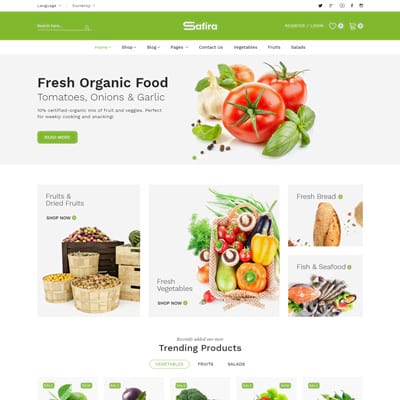 Language
Currency
Search here
Safira
REGISTER / LOGIN
Home Shop Blog Pages Contact Us Vegetables Fruits Salads
Fresh Organic Food
Tomatoes, Onions & Garlic
10% certified-organic mix of fruit and veggies. Perfect
for weekly cooking and snacking!
READ MORE
Fruits &
Dried Fruits
SHOP NOW
Fresh
Vegetables
SHOP NOW
Fresh Bread
Fish & Seafood
Recently added our store
Trending Products
VEGETABLES FRUITS SALADS
SALE NEW SALE SALE NEW SALE